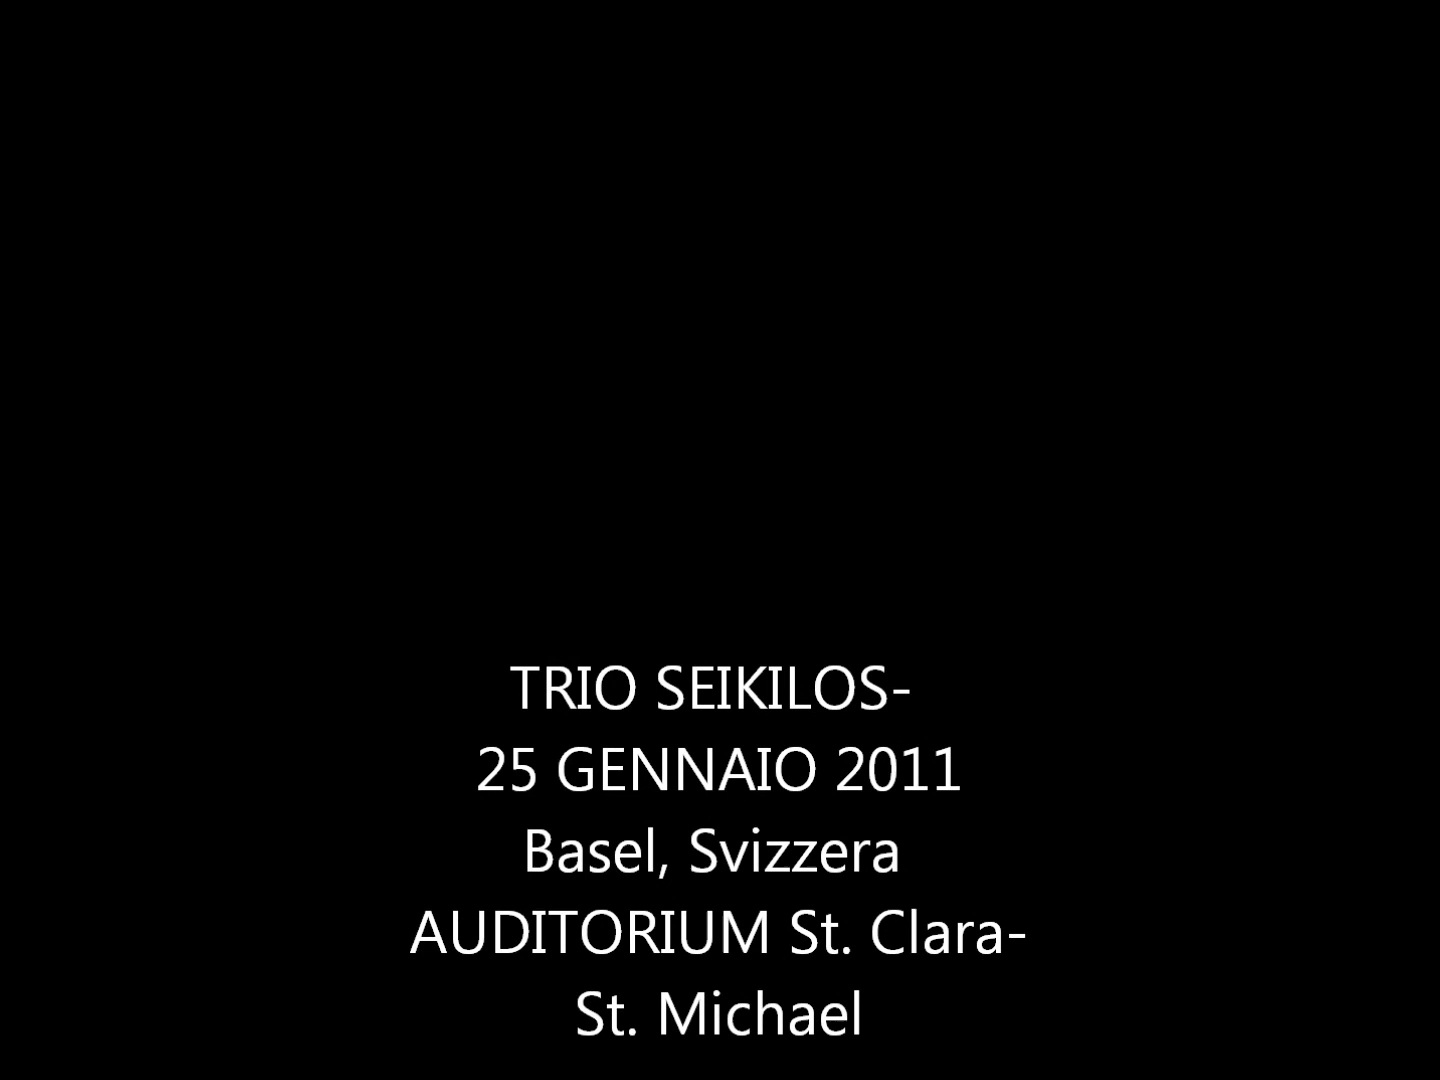 TRIO SEIKILOS-
25 GENNAIO 2011
Basel, Svizzera
AUDITORIUM St. Clara-
St. Michael